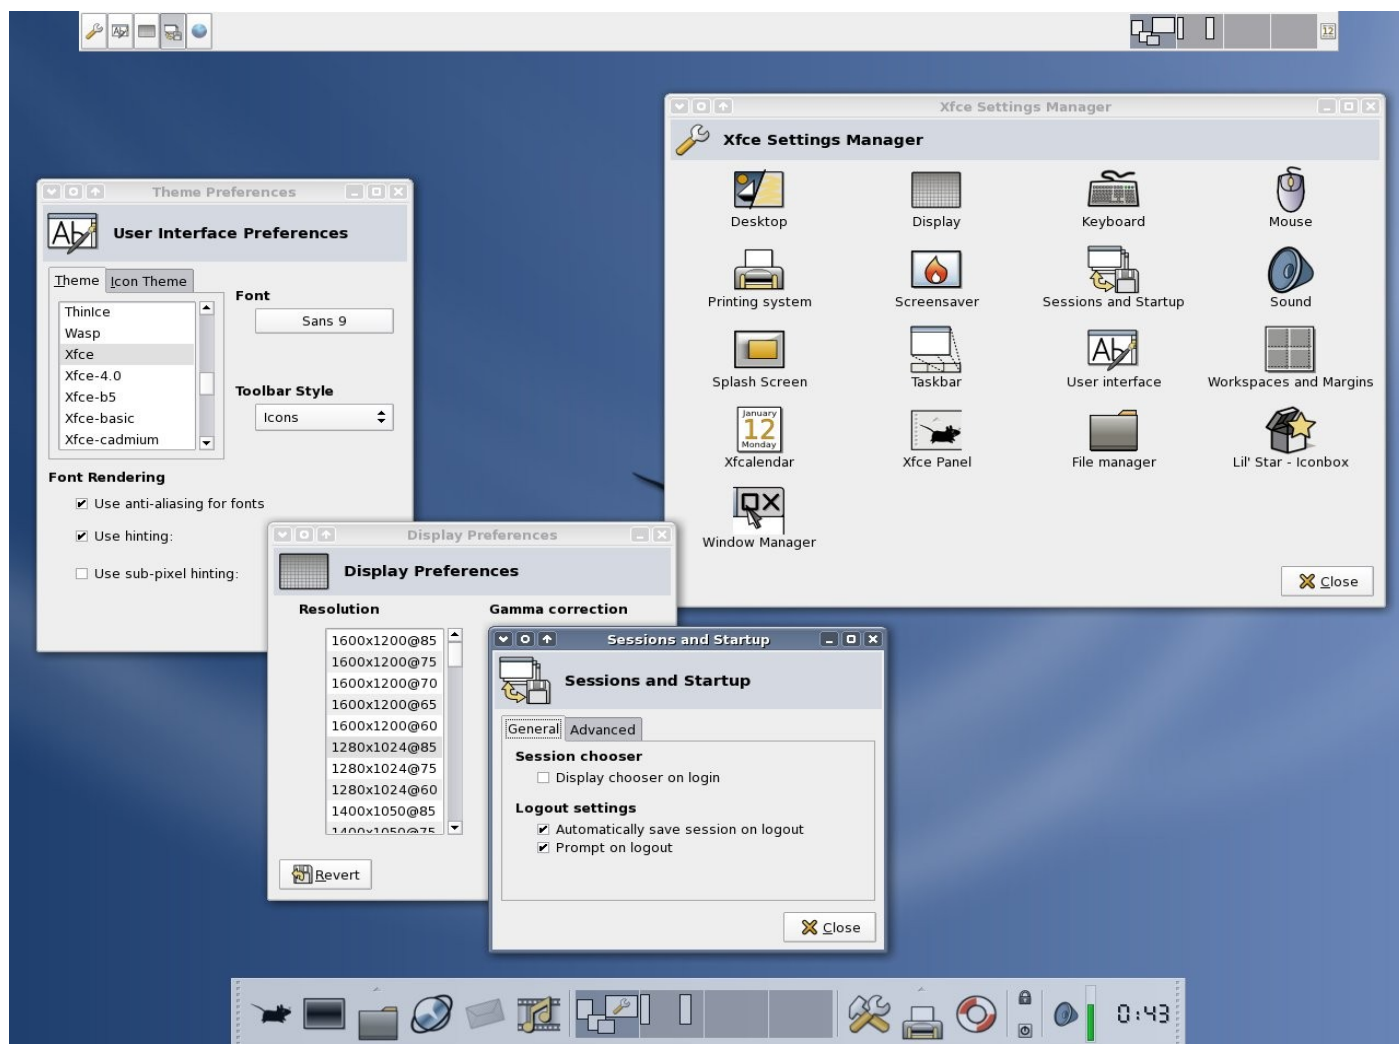 12
Xfce Settings Manager
Xfce Settings Manager
Desktop
Display
Keyboard
Mouse
Printing system
Screensaver
Sessions and Startup
Sound
Splash Screen
Taskbar
User interface
Workspaces and Margins
January
12
Monday
Xfcalendar
Xfce Panel
File manager
Lil' Star - Iconbox
Window Manager
Close
Theme Preferences
User Interface Preferences
Theme
Icon Theme
ThinIce
Wasp
Xfce
Xfce-4.0
Xfce-b5
Xfce-basic
Xfce-cadmium
Font
Sans 9
Toolbar Style
Icons
Font Rendering
Use anti-aliasing for fonts
Use hinting:
Use sub-pixel hinting:
Display Preferences
Display Preferences
Resolution
Gamma correction
1600x1200@85
1600x1200@75
1600x1200@70
1600x1200@65
1600x1200@60
1280x1024@85
1280x1024@75
1280x1024@60
1400x1050@85
1400x1050@75
Revert
Sessions and Startup
Sessions and Startup
General
Advanced
Session chooser
Display chooser on login
Logout settings
Automatically save session on logout
Prompt on logout
Close
0:43